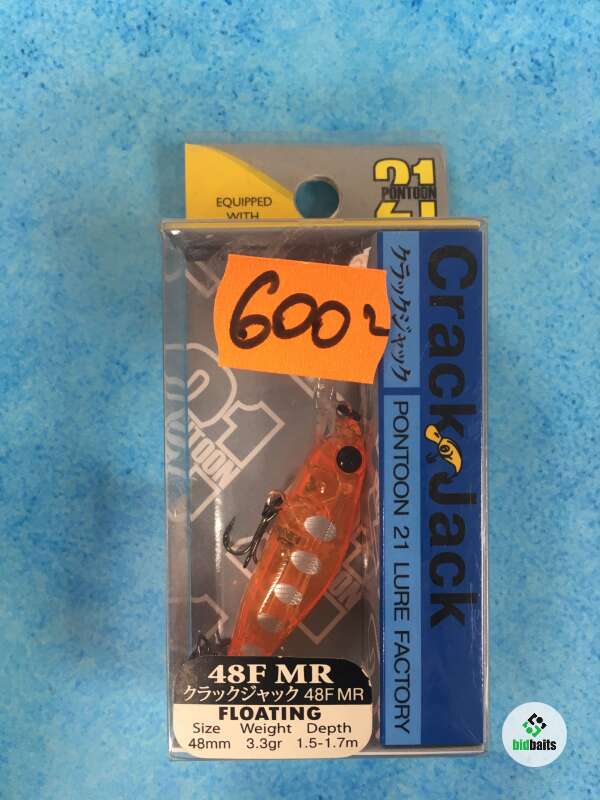 EQUIPPED
WITH
21
PONTOON
600
Crack Jack
クラックジャック
PONTOON 21 LURE FACTORY
21
PONTOON
48F MR
クラックジャック 48F MR
FLOATING
Size Weight Depth
48mm 3.3gr 1.5-1.7m
bidbaits